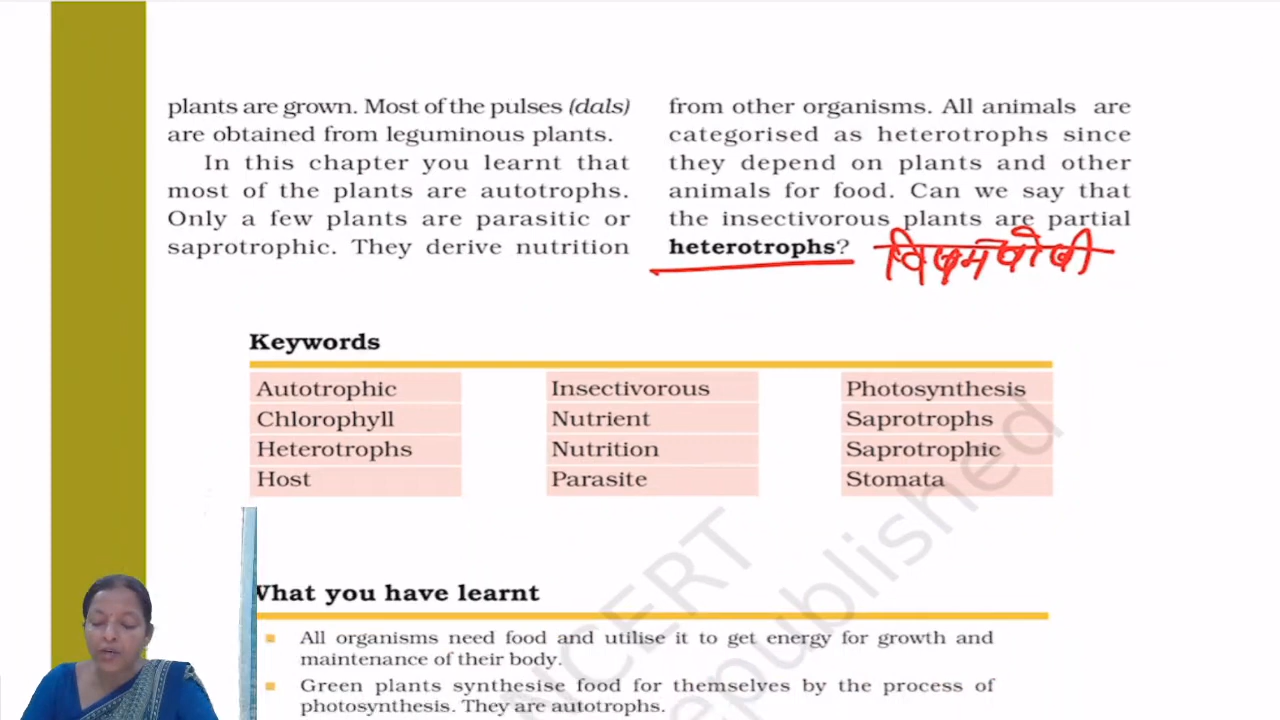 plants are grown. Most of the pulses (dals)
are obtained from leguminous plants.
In this chapter you learnt that
most of the plants are autotrophs.
Only a few plants are parasitic or
saprotrophic. They derive nutrition
from other organisms. All animals are
categorised as heterotrophs since
they depend on plants and other
animals for food. Can we say that
the insectivorous plants are partial
heterotrophs?
विषमपोषी
Keywords
Autotrophic
Chlorophyll
Heterotrophs
Host
Insectivorous
Nutrient
Nutrition
Parasite
Photosynthesis
Saprotrophs
Saprotrophic
Stomata
What you have learnt
All organisms need food and utilise it to get energy for growth and
maintenance of their body.
Green plants synthesise food for themselves by the process of
photosynthesis. They are autotrophs.
NCERT
republished